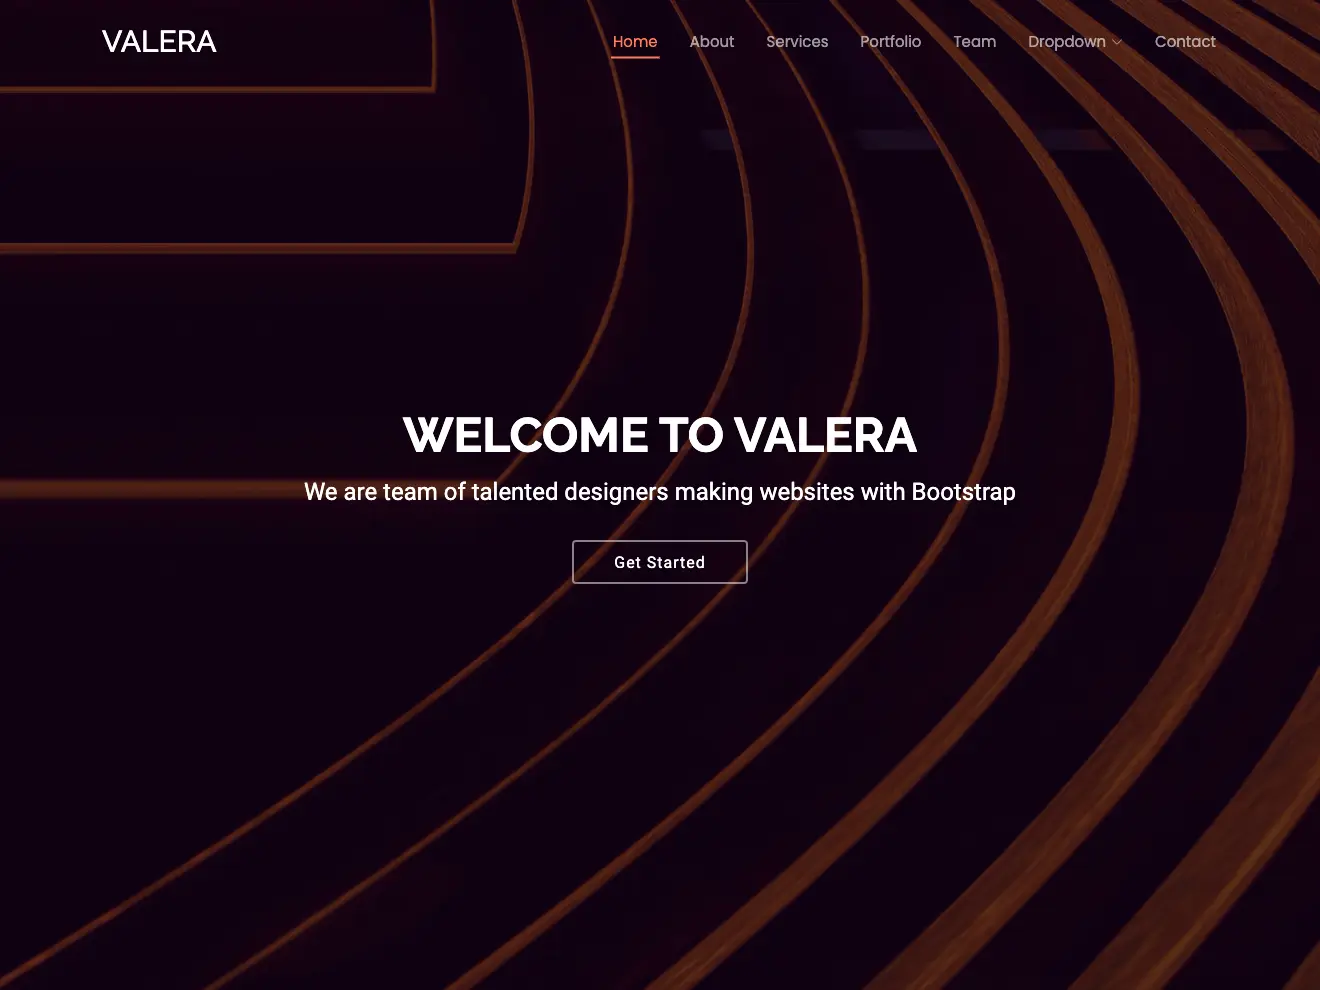 VALERA
Home About Services Portfolio Team Dropdown Contact
WELCOME TO VALERA
We are team of talented designers making websites with Bootstrap
Get Started